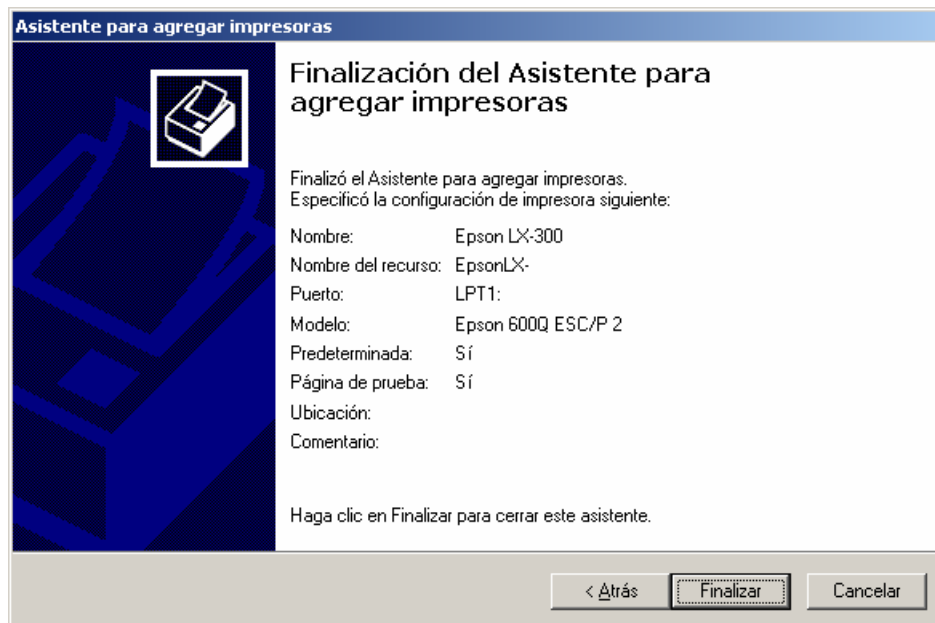 Asistente para agregar impresoras
Finalización del Asistente para
agregar impresoras
Finalizó el Asistente para agregar impresoras.
Especificó la configuración de impresora siguiente:
Nombre: Epson LX-300
Nombre del recurso: EpsonLX-
Puerto: LPT1:
Modelo: Epson 600Q ESC/P 2
Predeterminada: Sí
Página de prueba: Sí
Ubicación:
Comentario:
Haga clic en Finalizar para cerrar este asistente.
< Atrás Finalizar Cancelar